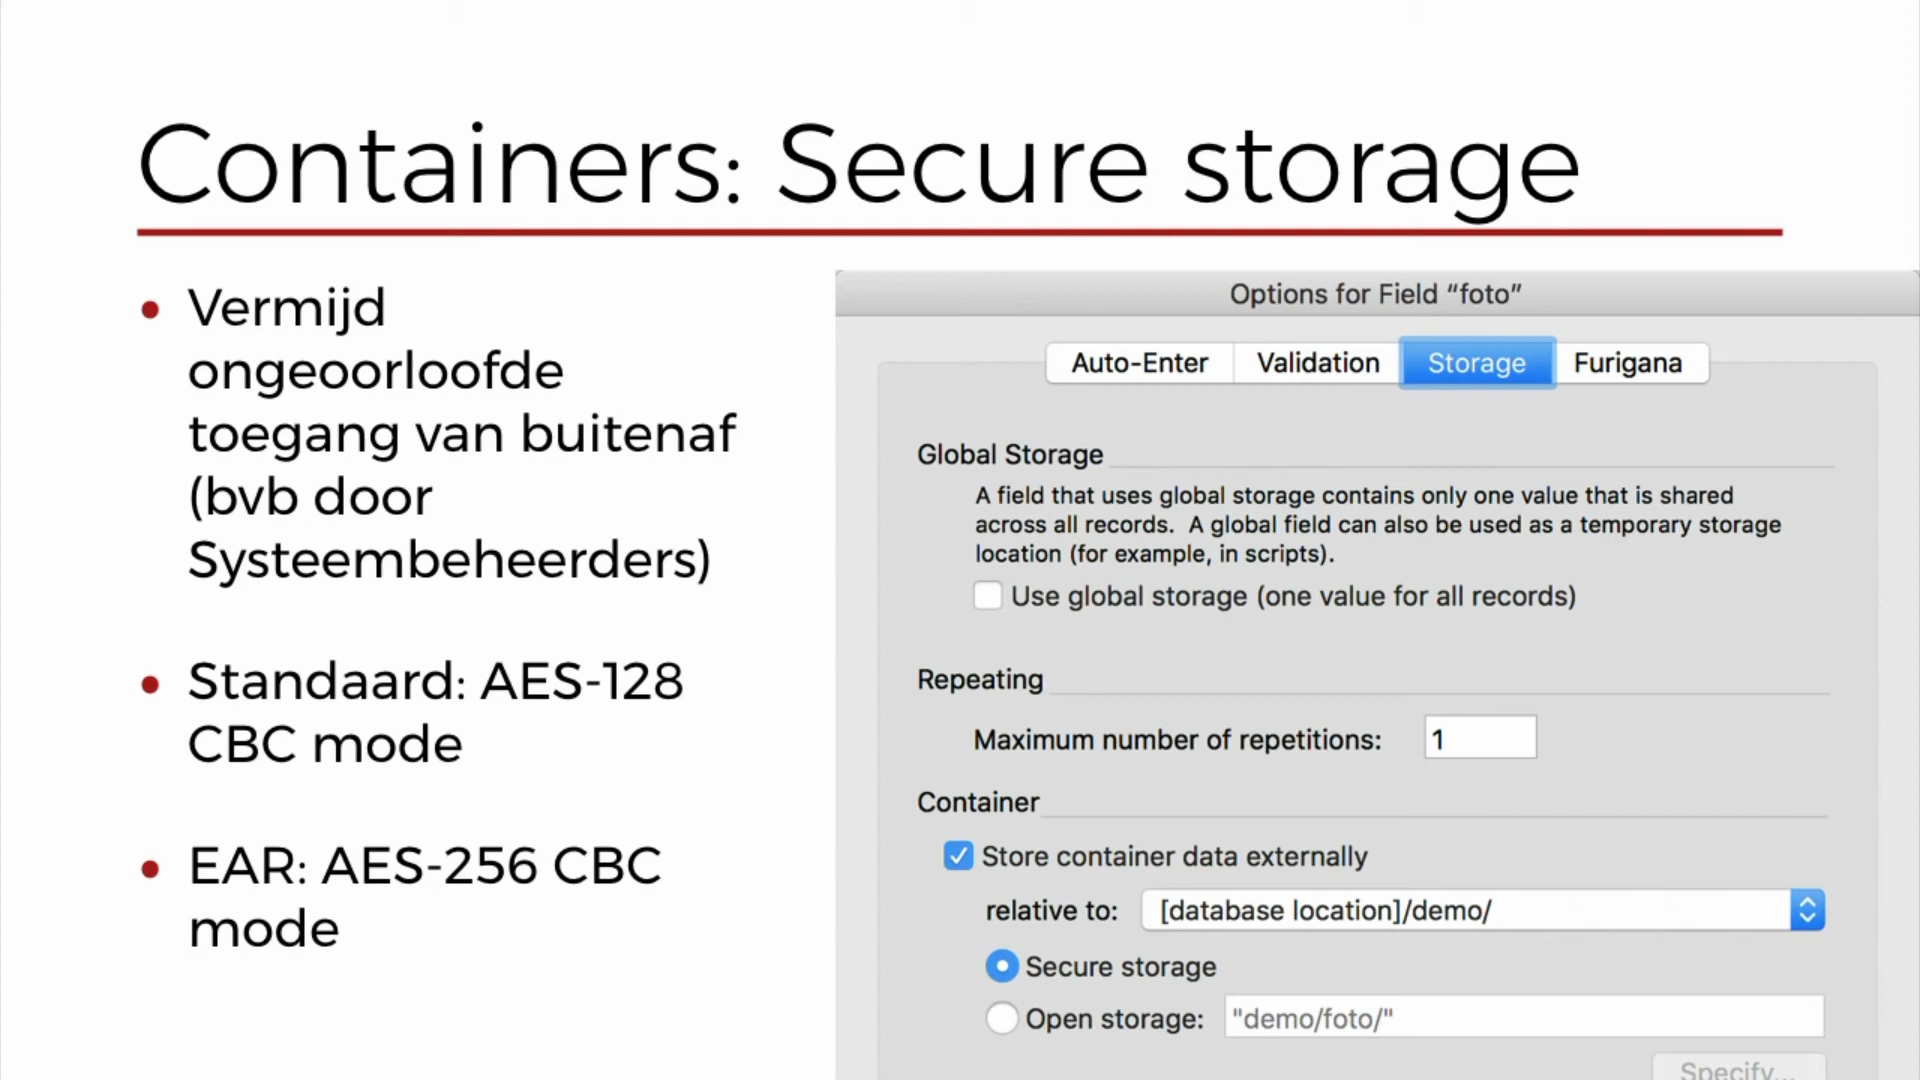 Containers: Secure storage
Vermijd
ongeoorloofde
toegang van buitenaf
(bvb door
Systeembeheerders)
Standaard: AES-128
CBC mode
EAR: AES-256 CBC
mode
Options for Field “foto”
Auto-Enter Validation Storage Furigana
Global Storage
A field that uses global storage contains only one value that is shared
across all records. A global field can also be used as a temporary storage
location (for example, in scripts).
Use global storage (one value for all records)
Repeating
Maximum number of repetitions: 1
Container
Store container data externally
relative to: [database location]/demo/
Secure storage
Open storage: "demo/foto/"
Specify...